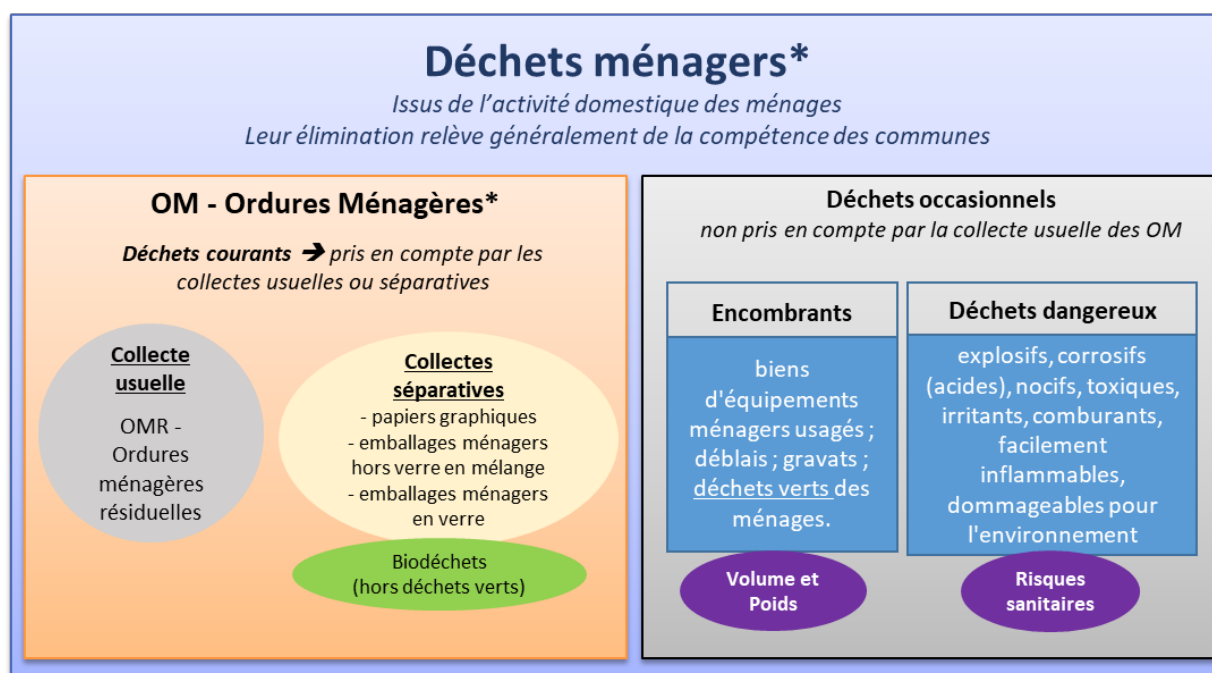 Déchets ménagers*
Issus de l'activité domestique des ménages
Leur élimination relève généralement de la compétence des communes
OM - Ordures Ménagères*
Déchets courants ➔ pris en compte par les
collectes usuelles ou séparatives
Collecte
usuelle
OMR -
Ordures
ménagères
résiduelles
Collectes
séparatives
- papiers graphiques
- emballages ménagers
hors verre en mélange
- emballages ménagers
en verre
Biodéchets
(hors déchets verts)
Déchets occasionnels
non pris en compte par la collecte usuelle des OM
Encombrants
biens
d'équipements
ménagers usagés ;
déblais ; gravats ;
déchets verts des
ménages.
Volume et
Poids
Déchets dangereux
explosifs, corrosifs
(acides), nocifs, toxiques,
irritants, comburants,
facilement
inflammables,
dommageables pour
l'environnement
Risques
sanitaires